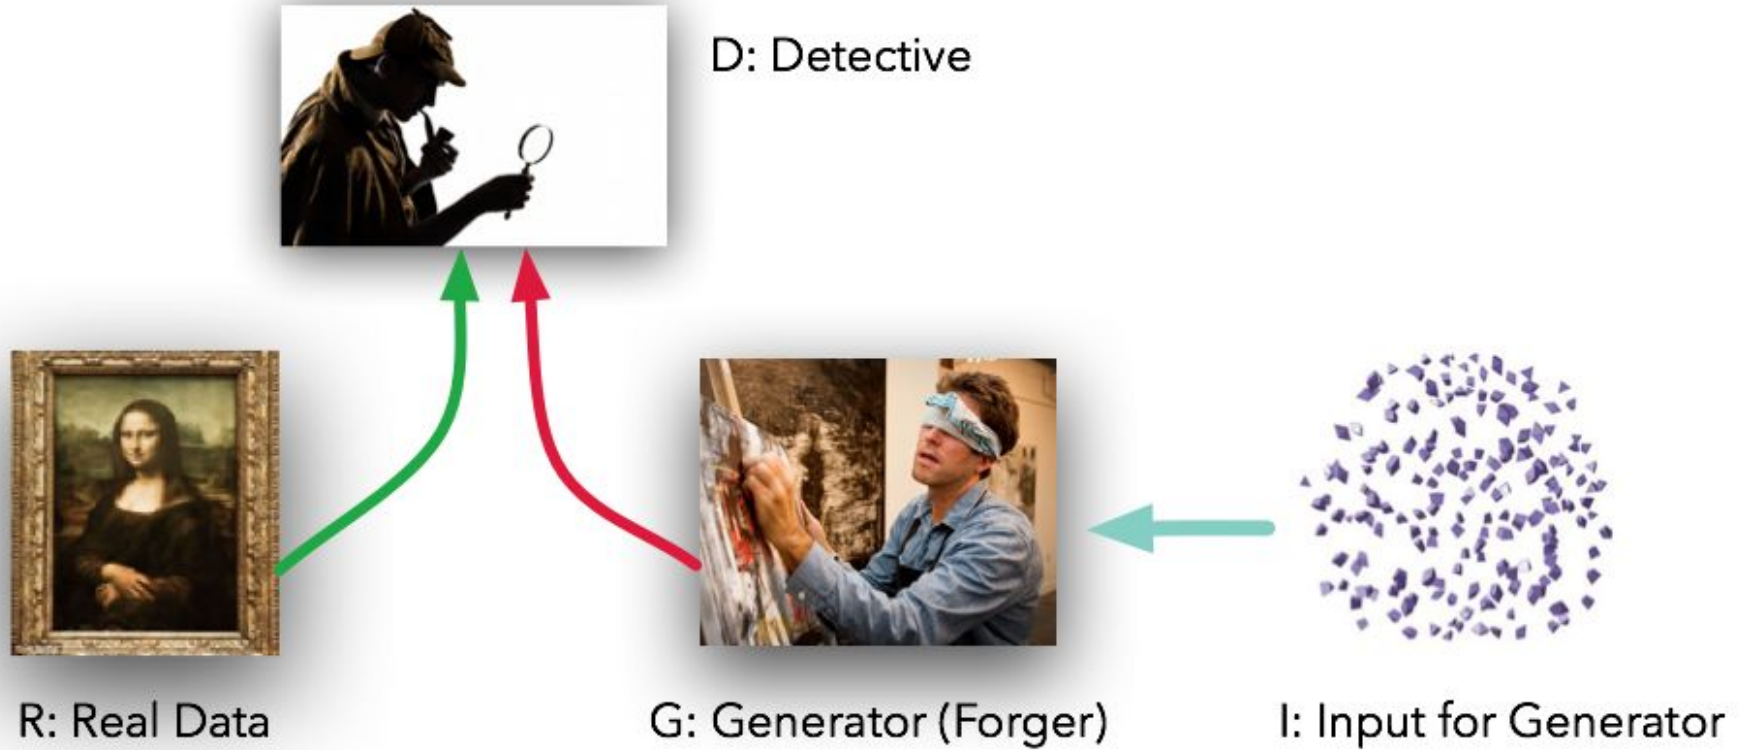 D: Detective
R: Real Data
G: Generator (Forger)
I: Input for Generator